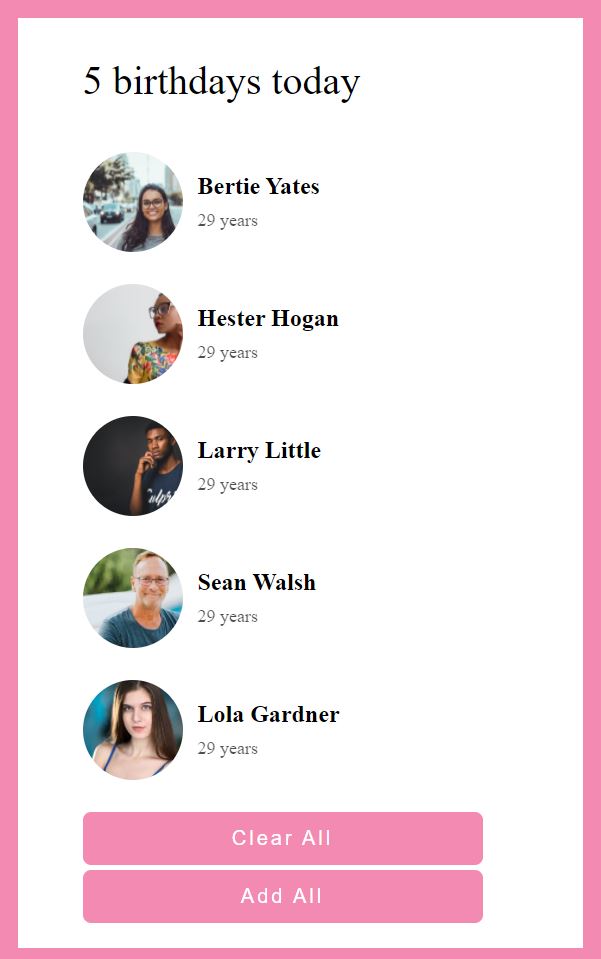 5 birthdays today
Bertie Yates
29 years
Hester Hogan
29 years
Larry Little
29 years
Sean Walsh
29 years
Lola Gardner
29 years
Clear All
Add All